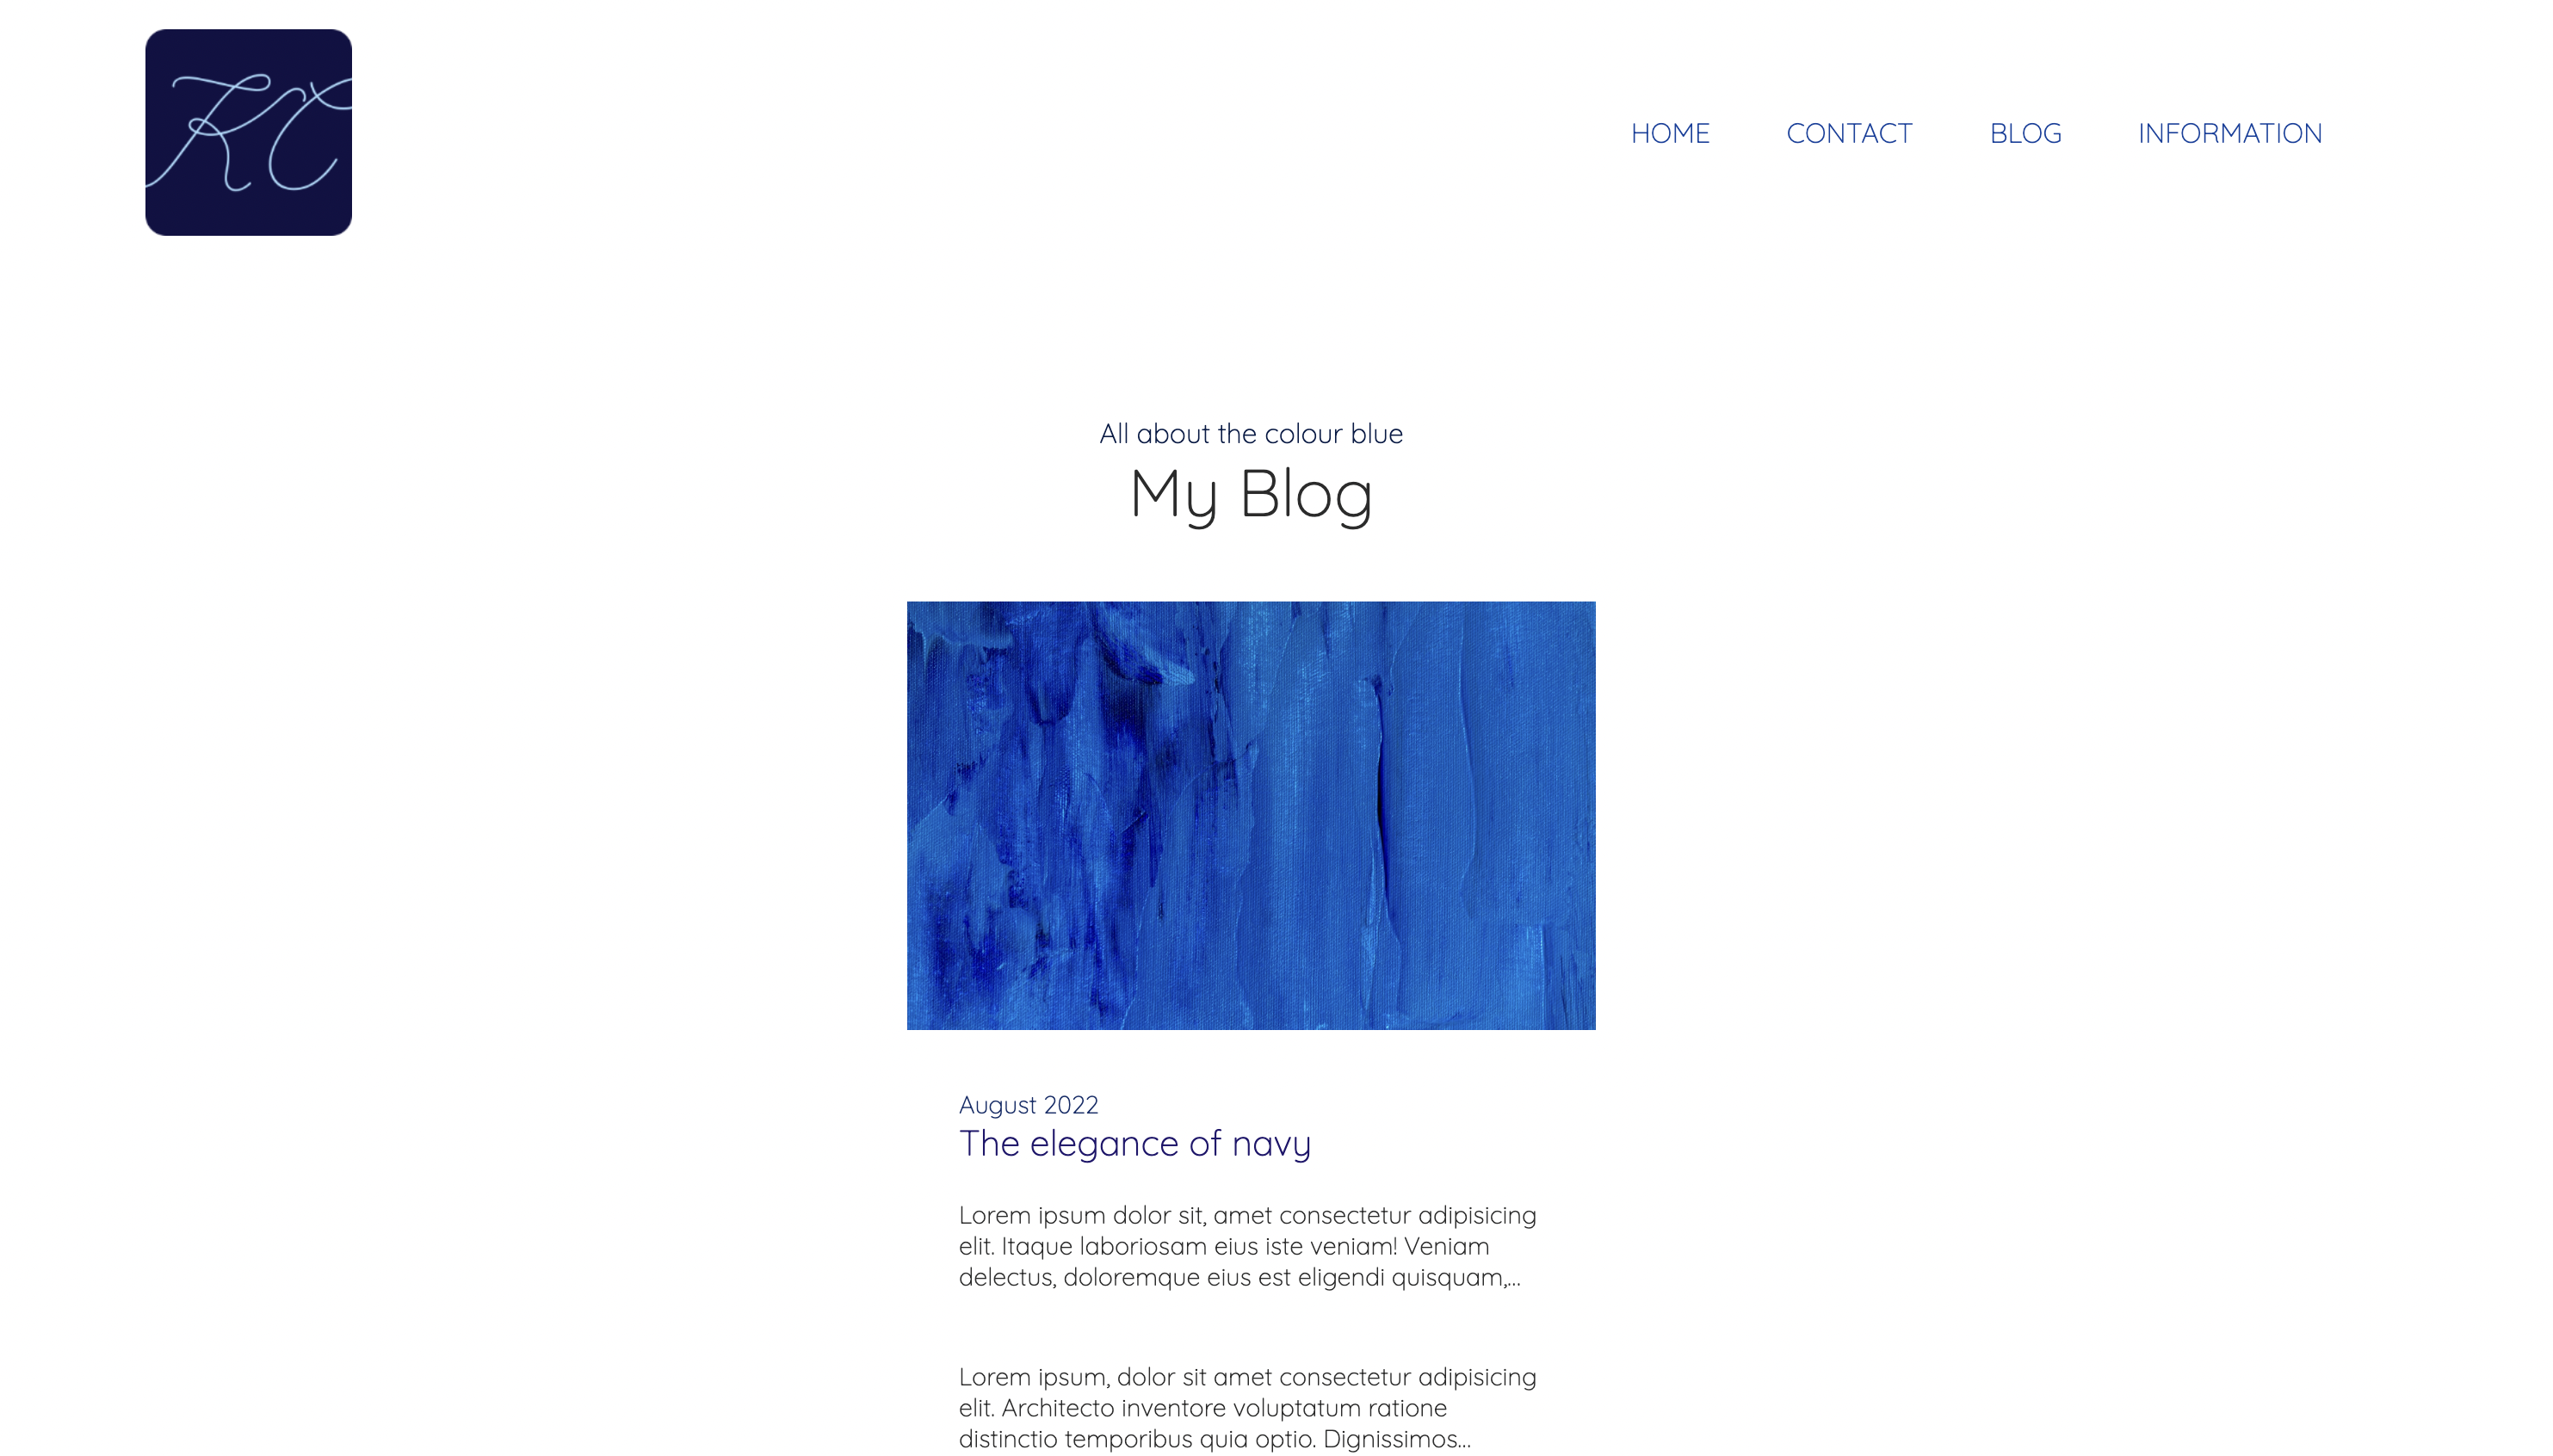 KC
HOME CONTACT BLOG INFORMATION
All about the colour blue
My Blog
August 2022
The elegance of navy
Lorem ipsum dolor sit, amet consectetur adipisicing
elit. Itaque laboriosam eius iste veniam! Veniam
delectus, doloremque eius est eligendi quisquam,...
Lorem ipsum, dolor sit amet consectetur adipisicing
elit. Architecto inventore voluptatum ratione
distinctio temporibus quia optio. Dignissimos...